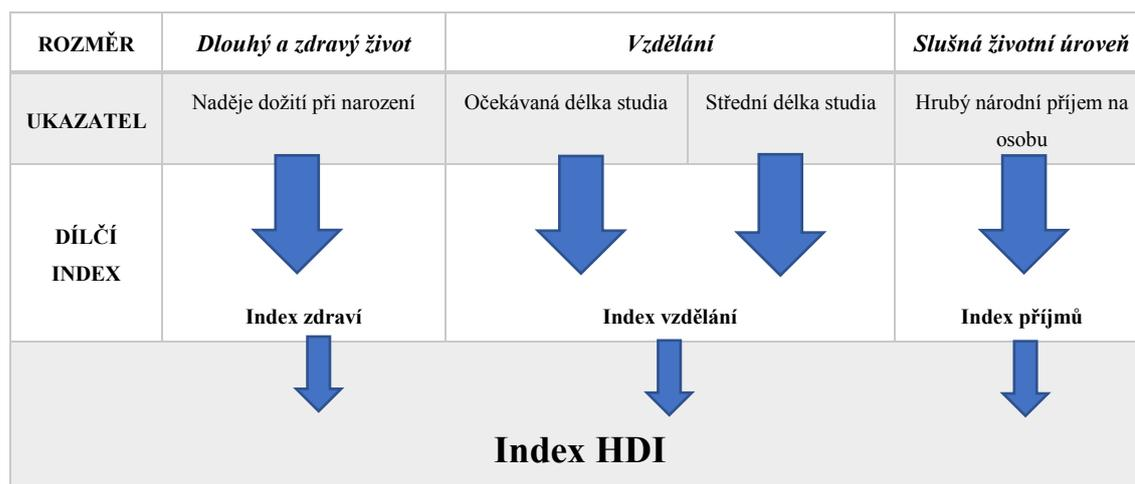 ROZMĚR
Dlouhý a zdravý život
Vzdělání
Slušná životní úroveň
UKAZATEL
Naděje dožití při narození
Očekávaná délka studia
Střední délka studia
Hrubý národní příjem na
osobu
DÍLČÍ
INDEX
Index zdraví
Index vzdělání
Index příjmů
Index HDI